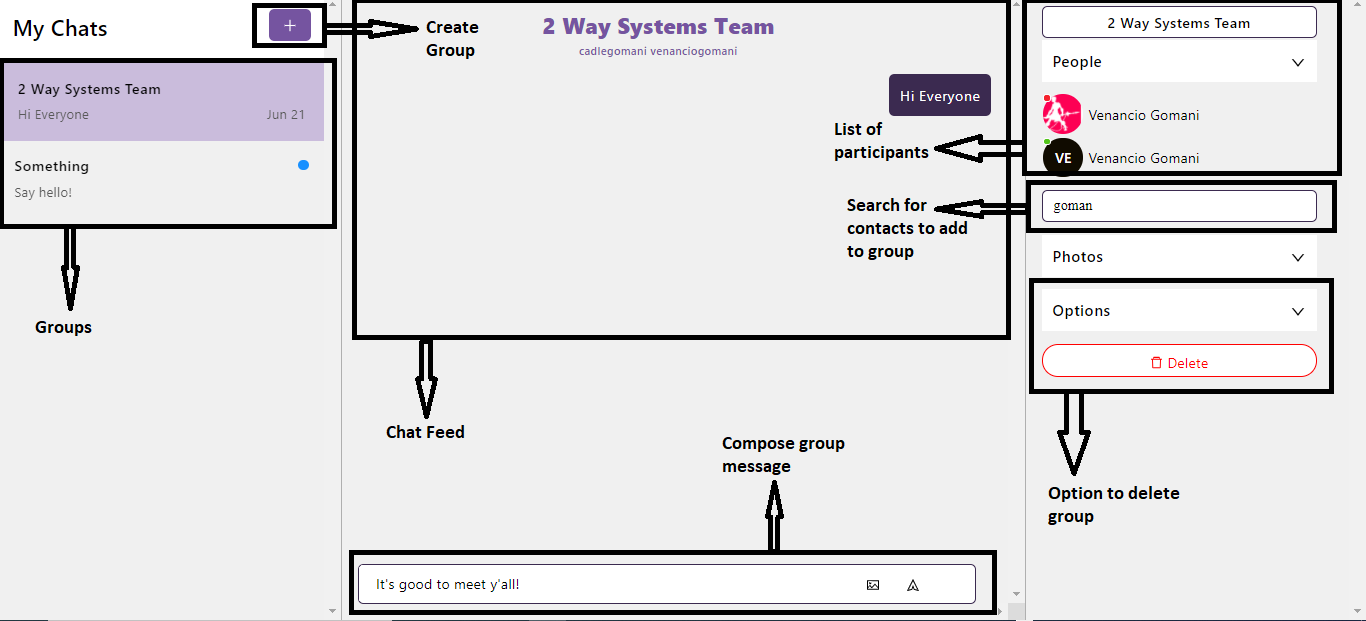 My Chats
+
2 Way Systems Team
Hi Everyone
Jun 21
Something
Say hello!
Groups
Create
Group
2 Way Systems Team
cadlegomani venanciogomani
Hi Everyone
List of
participants
Search for
contacts to add
to group
Chat Feed
Compose group
message
It's good to meet y'all!
2 Way Systems Team
People
Venancio Gomani
VE
Venancio Gomani
goman
Photos
Options
Delete
Option to delete
group